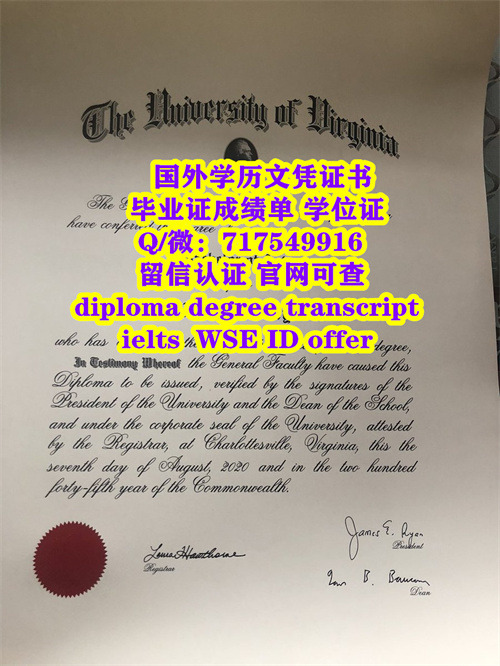 The University of Virginia
国外学历文凭证书
The
毕业证成绩单 学位证
have
Q/微：717549916
留信认证 官网可查
diploma degree transcript
ielts WSE ID offer
who has degree,
In Testimony Whereof the General Faculty have caused this
Diploma to be issued, verified by the signatures of the
President of the University and the Dean of the School,
and under the corporate seal of the University, attested
by the Registrar, at Charlottesville, Virginia, this the
seventh day of August, 2020 and in the two hundred
forty-fifth year of the Commonwealth.
James E. Ryan
President
Registrar
Dean